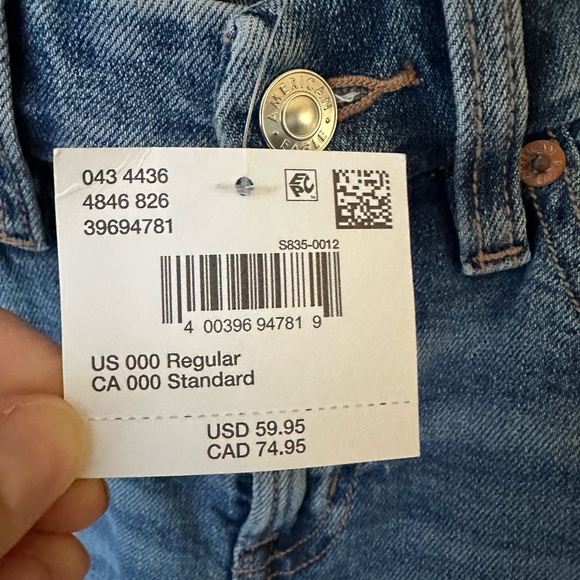 AMERICAN
EAGLE
043 4436
4846 826
39694781
S835-0012
4 00396 94781 9
US 000 Regular
CA 000 Standard
USD 59.95
CAD 74.95